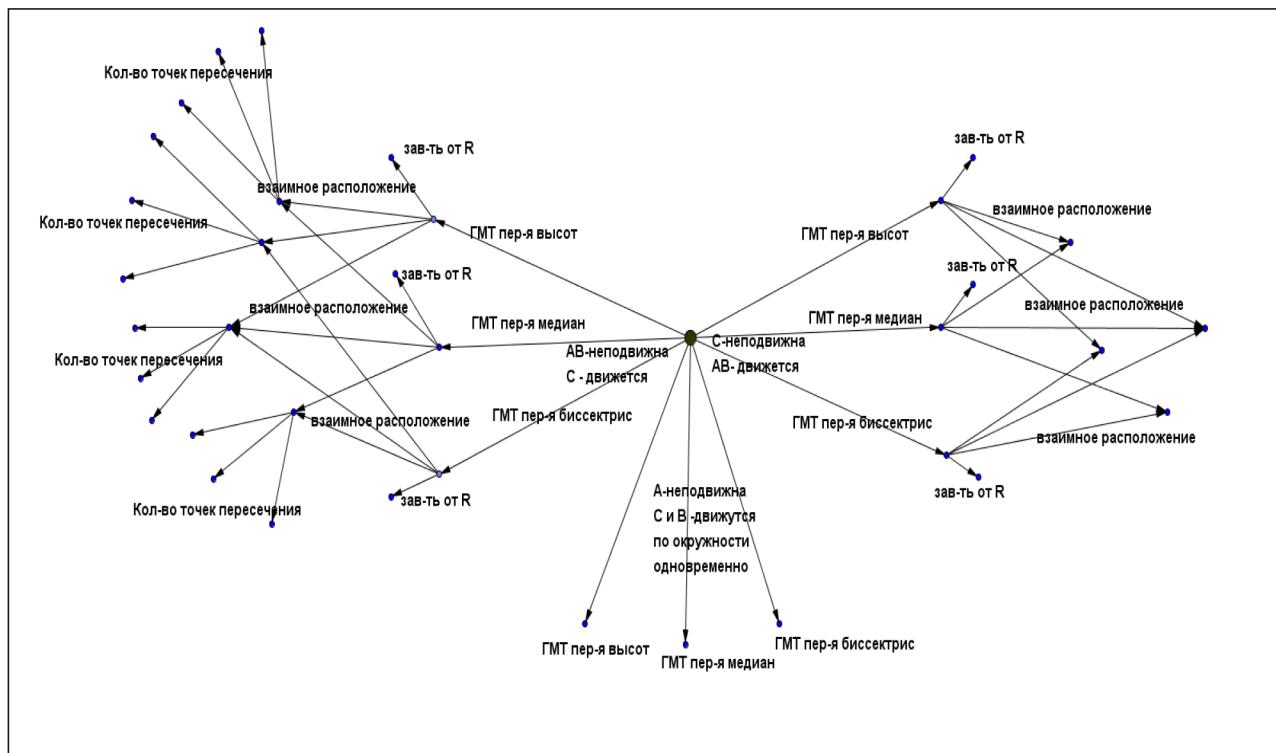 Кол-во точек пересечения
зав-ть от R
зав-ть от R
взаимное расположение
взаимное расположение
Кол-во точек пересечения
ГМТ пер-я высот
ГМТ пер-я высот
зав-ть от R
зав-ть от R
взаимное расположение
взаимное расположение
ГМТ пер-я медиан
ГМТ пер-я медиан
Кол-во точек пересечения
АВ-неподвижна
С - движется
С-неподвижна
АВ- движется
ГМТ пер-я биссектрис
ГМТ пер-я биссектрис
взаимное расположение
взаимное расположение
Кол-во точек пересечения
зав-ть от R
зав-ть от R
А-неподвижна
С и В -движутся
по окружности
одновременно
ГМТ пер-я высот
ГМТ пер-я медиан
ГМТ пер-я биссектрис